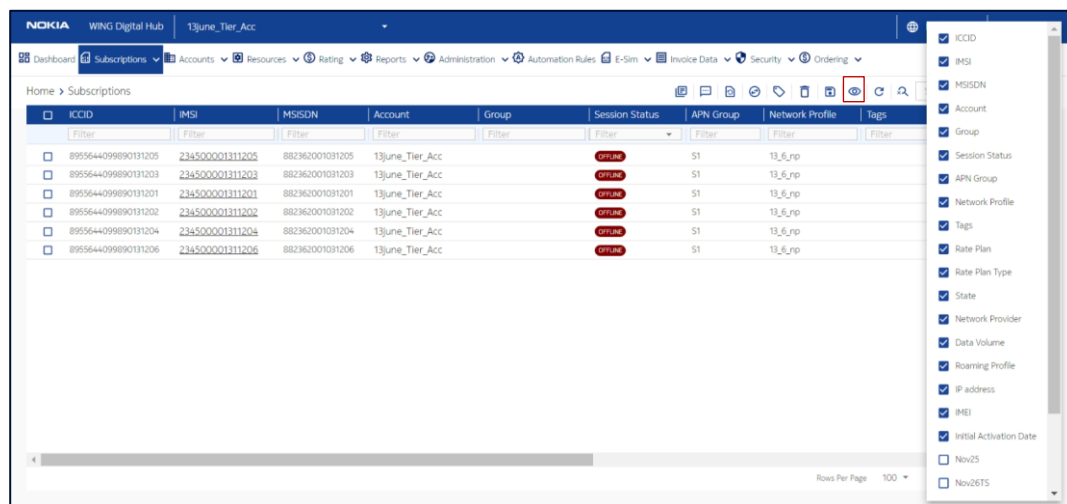 NOKIA WING Digital Hub 13june_Tier_Acc
Dashboard Subscriptions Accounts Resources Rating Reports Administration Automation Rules E-Sim Invoice Data Security Ordering
Home > Subscriptions
ICCID IMSI MSISDN Account Group Session Status APN Group Network Profile Tags
Filter Filter Filter Filter Filter Filter Filter Filter Filter
8955644099890131205 234500001311205 882362001031205 13june_Tier_Acc OFFLINE S1 13_6_np
8955644099890131203 234500001311203 882362001031203 13june_Tier_Acc OFFLINE S1 13_6_np
8955644099890131201 234500001311201 882362001031201 13june_Tier_Acc OFFLINE S1 13_6_np
8955644099890131202 234500001311202 882362001031202 13june_Tier_Acc OFFLINE S1 13_6_np
8955644099890131204 234500001311204 882362001031204 13june_Tier_Acc OFFLINE S1 13_6_np
8955644099890131206 234500001311206 882362001031206 13june_Tier_Acc OFFLINE S1 13_6_np
Rows Per Page 100
ICCID
IMSI
MSISDN
Account
Group
Session Status
APN Group
Network Profile
Tags
Rate Plan
Rate Plan Type
State
Network Provider
Data Volume
Roaming Profile
IP address
IMEI
Initial Activation Date
Nov25
Nov26TS